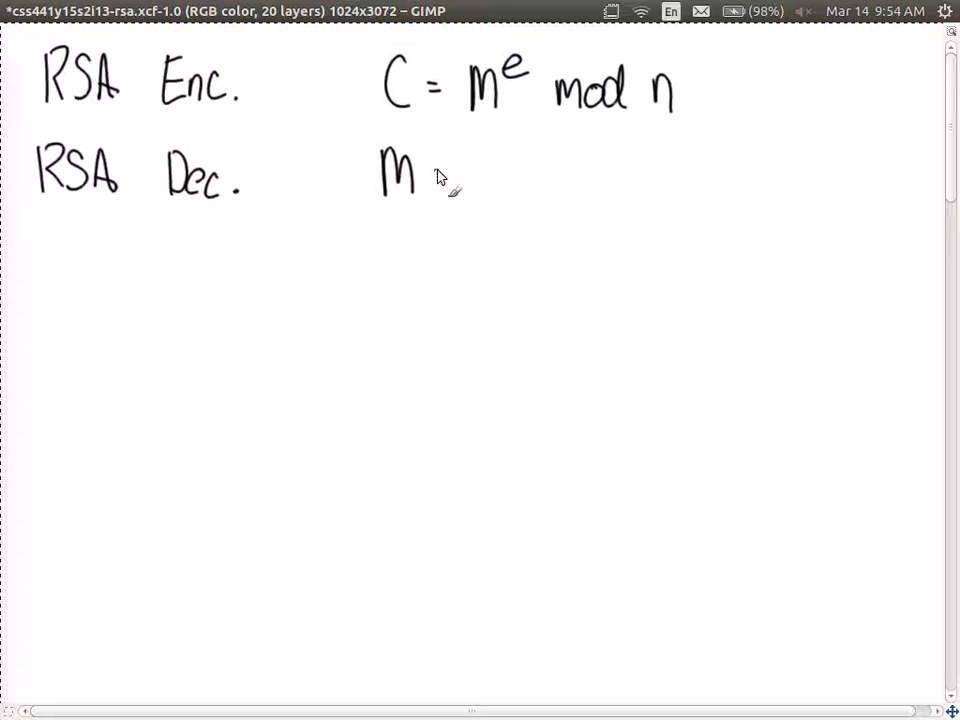 *css441y15s2i13-rsa.xcf-1.0 (RGB color, 20 layers) 1024x3072 – GIMP En (98%) Mar 14 9:54 AM
RSA Enc. C = M^e mod n
RSA Dec. M